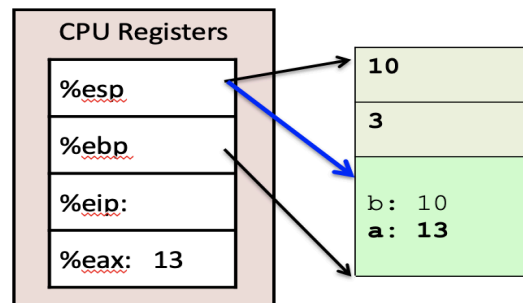 CPU Registers
%esp
%ebp
%eip:
%eax: 13
10
3
b: 10
a: 13